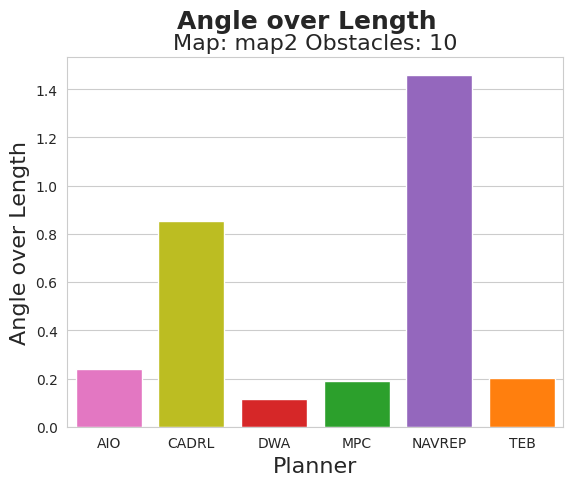 Angle over Length
Map: map2 Obstacles: 10
Angle over Length
1.4
1.2
1.0
0.8
0.6
0.4
0.2
0.0
AIO CADRL DWA MPC NAVREP TEB
Planner